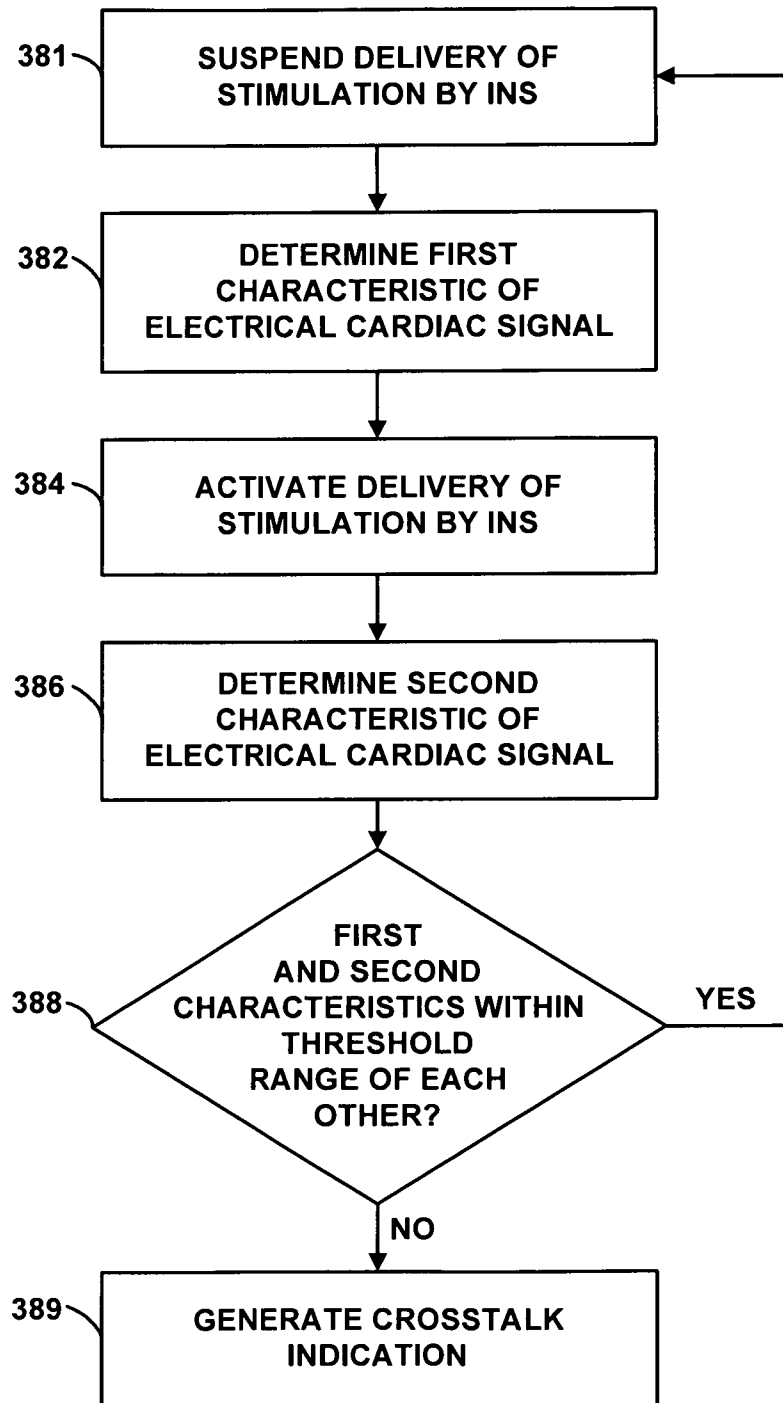 381
SUSPEND DELIVERY OF
STIMULATION BY INS
382
DETERMINE FIRST
CHARACTERISTIC OF
ELECTRICAL CARDIAC SIGNAL
384
ACTIVATE DELIVERY OF
STIMULATION BY INS
386
DETERMINE SECOND
CHARACTERISTIC OF
ELECTRICAL CARDIAC SIGNAL
388
FIRST
AND SECOND
CHARACTERISTICS WITHIN
THRESHOLD
RANGE OF EACH
OTHER?
YES
NO
389
GENERATE CROSSTALK
INDICATION